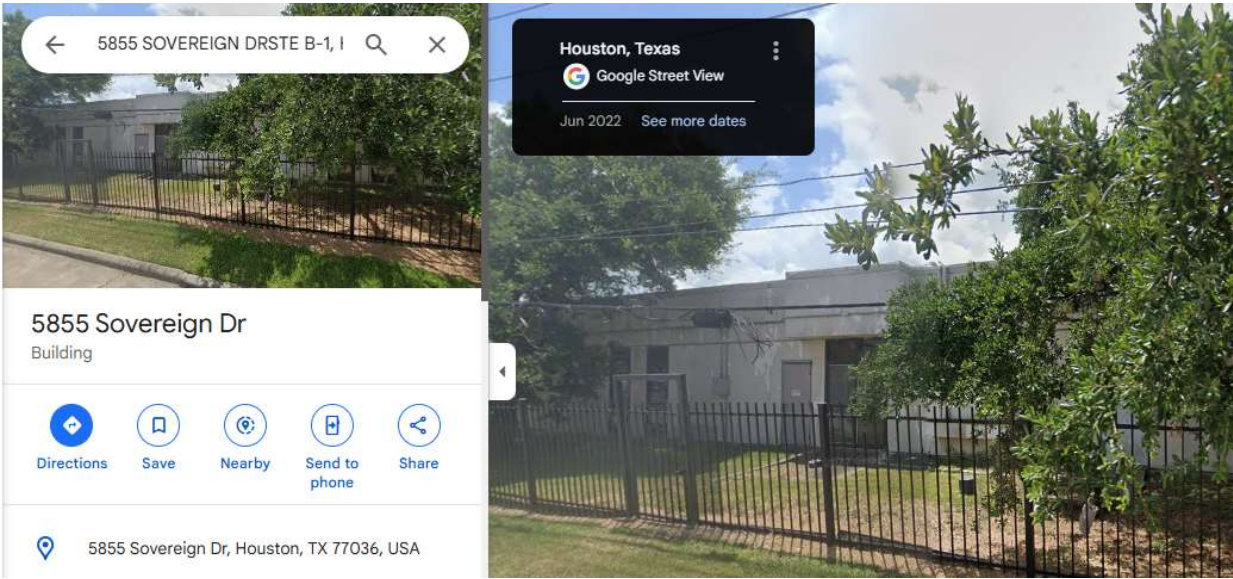 5855 SOVEREIGN DRSTE B-1,
5855 Sovereign Dr
Building
Directions
Save
Nearby
Send to
phone
Share
5855 Sovereign Dr, Houston, TX 77036, USA
Houston, Texas
Google Street View
Jun 2022
See more dates